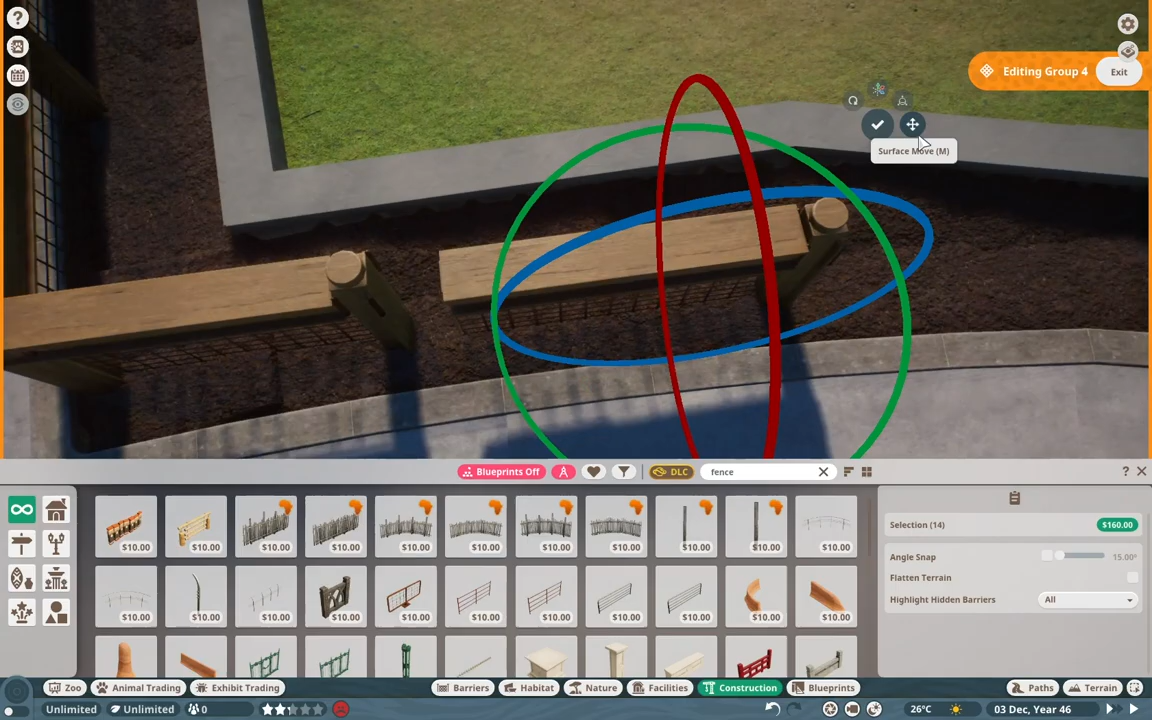 Editing Group 4
Exit
Surface Move (M)
Blueprints Off
DLC
fence
?
?
$10.00 $10.00 $10.00 $10.00 $10.00 $10.00 $10.00 $10.00 $10.00 $10.00 $10.00
$10.00 $10.00 $10.00 $10.00 $10.00 $10.00 $10.00 $10.00 $10.00 $10.00 $10.00
Selection (14)
$160.00
Angle Snap
15.00°
Flatten Terrain
Highlight Hidden Barriers
All
Zoo
Animal Trading
Exhibit Trading
Barriers
Habitat
Nature
Facilities
Construction
Blueprints
Paths
Terrain
Unlimited
Unlimited
0
26°C
03 Dec, Year 46